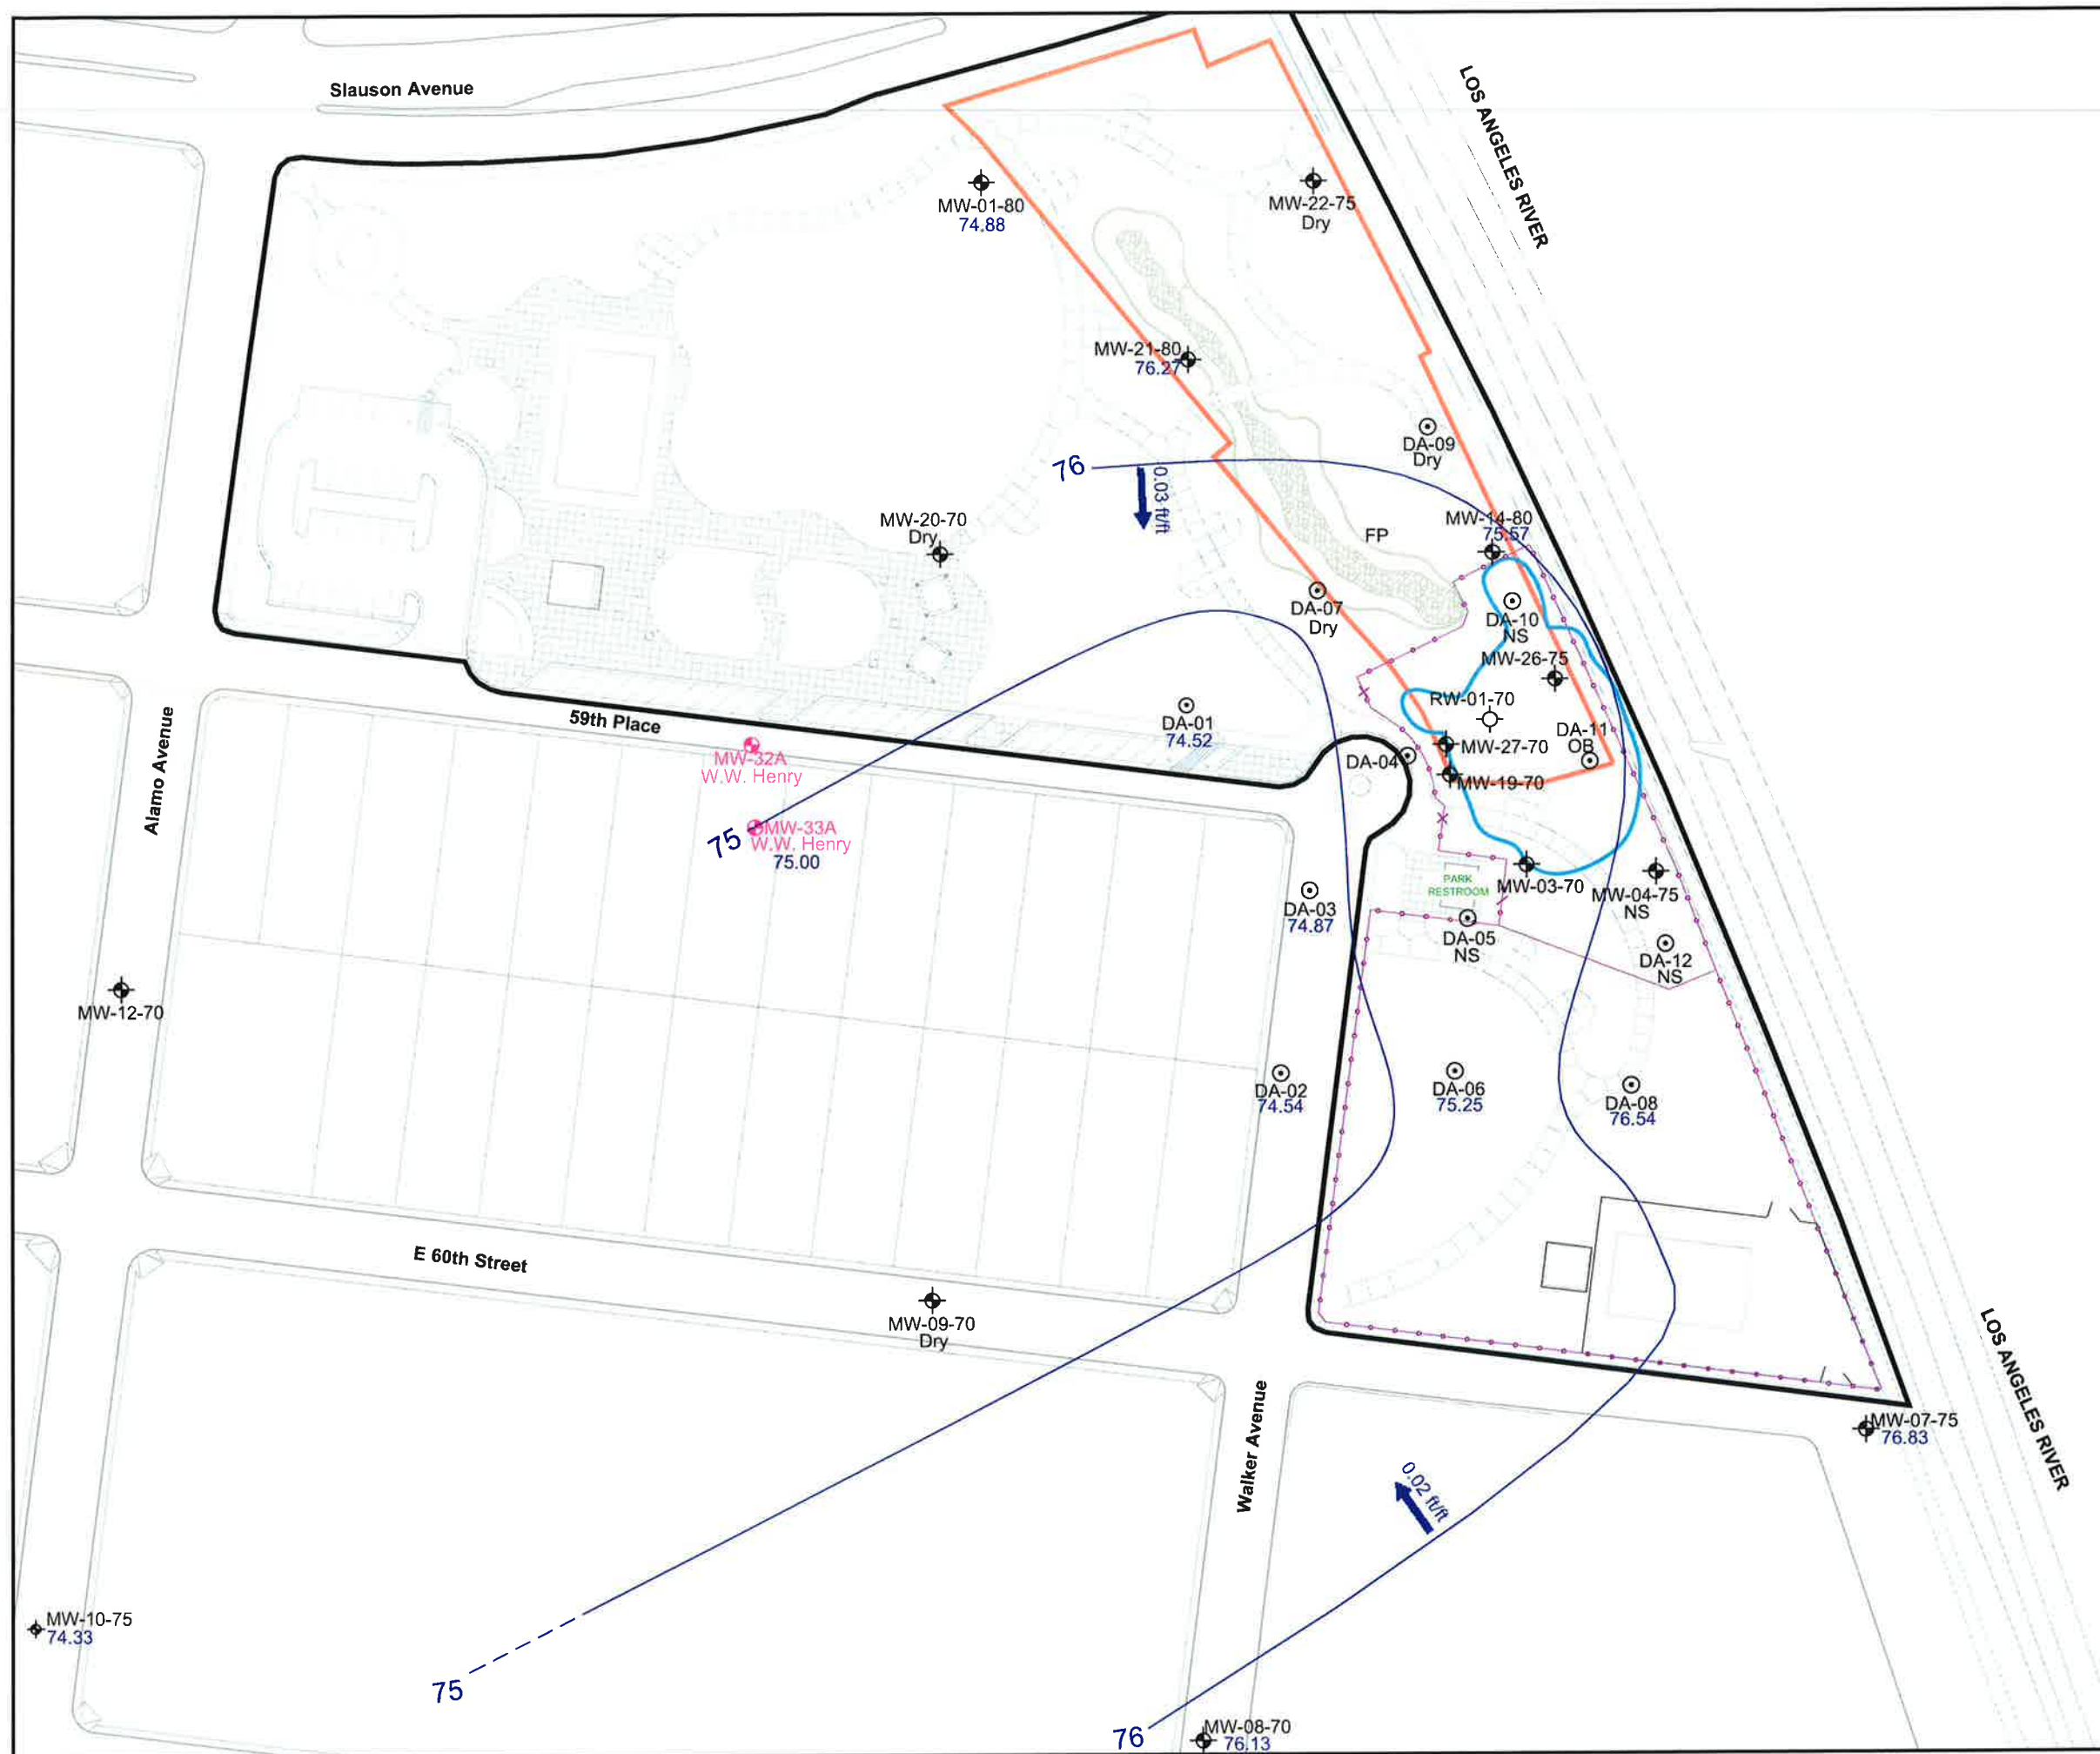 Slauson Avenue
LOS ANGELES RIVER
MW-01-80
74.88
MW-22-75
Dry
MW-21-80
76.27
DA-09
Dry
76
0.03 ft/ft
MW-20-70
Dry
FP
MW-14-80
75.57
DA-07
Dry
DA-10
NS
MW-26-75
RW-01-70
DA-01
74.52
DA-11
OB
MW-27-70
DA-04
MW-19-70
59th Place
Alamo Avenue
MW-32A
W.W. Henry
75
MW-33A
W.W. Henry
75.00
PARK
RESTROOM
MW-03-70
MW-04-75
NS
DA-03
74.87
DA-05
NS
DA-12
NS
MW-12-70
DA-02
74.54
DA-06
75.25
DA-08
76.54
E 60th Street
MW-09-70
Dry
Walker Avenue
LOS ANGELES RIVER
MW-07-75
76.83
0.02 ft/ft
MW-10-75
74.33
75
76
MW-08-70
76.13